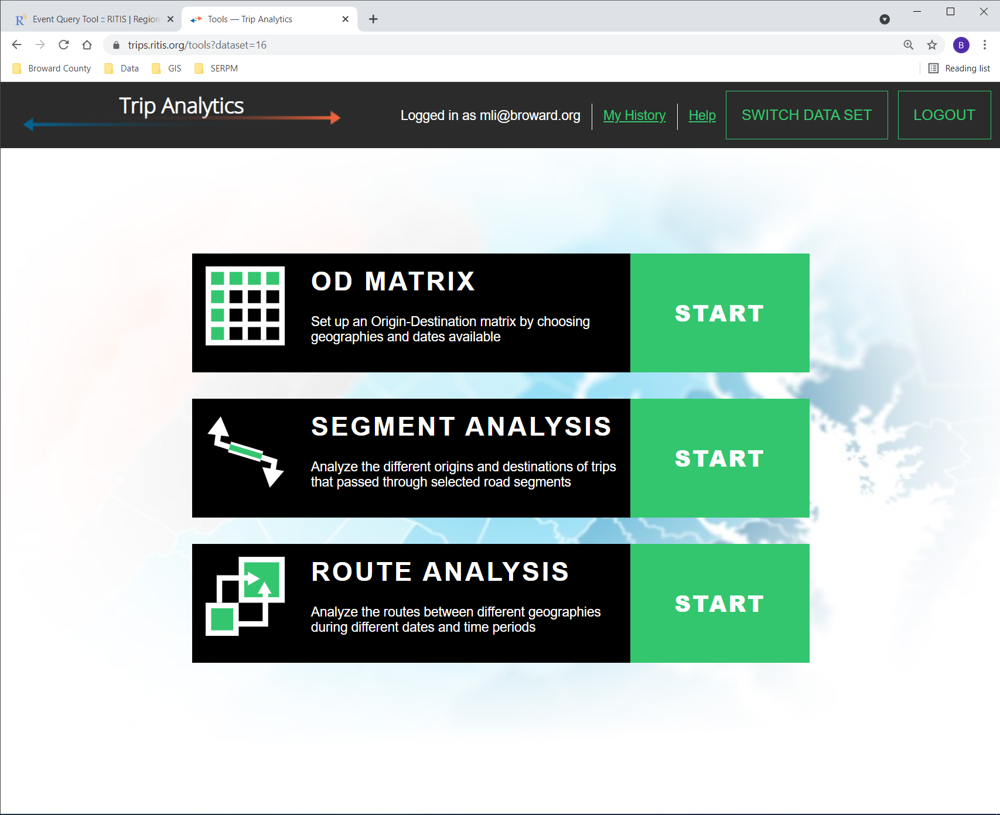 Event Query Tool :: RITIS | Region
Tools — Trip Analytics
trips.ritis.org/tools?dataset=16
B
Broward County
Data
GIS
SERPM
Reading list
Trip Analytics
Logged in as mli@broward.org
My History
Help
SWITCH DATA SET
LOGOUT
OD MATRIX
Set up an Origin-Destination matrix by choosing
geographies and dates available
START
SEGMENT ANALYSIS
Analyze the different origins and destinations of trips
that passed through selected road segments
START
ROUTE ANALYSIS
Analyze the routes between different geographies
during different dates and time periods
START